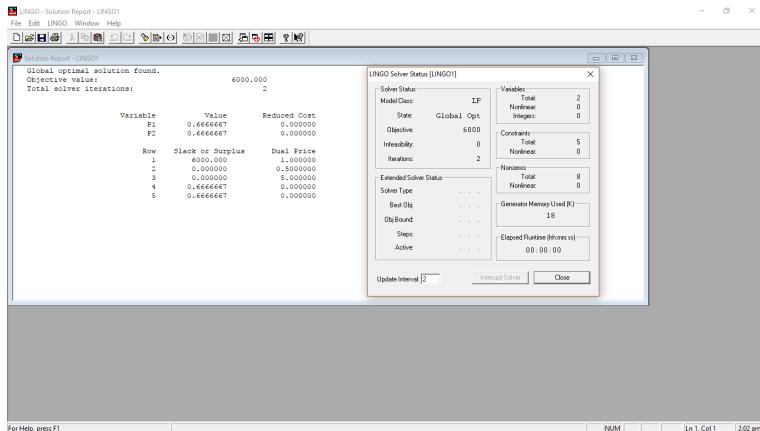 LINGO - Solution Report - LINGO1
File Edit LINGO Window Help
Solution Report - LINGO1
Global optimal solution found.
Objective value: 6000.000
Total solver iterations: 2
Variable Value Reduced Cost
P1 0.6666667 0.000000
P2 0.6666667 0.000000
Row Slack or Surplus Dual Price
1 6000.000 1.000000
2 0.000000 0.5000000
3 0.000000 5.000000
4 0.6666667 0.000000
5 0.6666667 0.000000
LINGO Solver Status [LINGO1]
Solver Status
Model Class: LP
State: Global Opt
Objective: 6000
Infeasibility: 0
Iterations: 2
Extended Solver Status
Solver Type . . .
Best Obj: . . .
Obj Bound: . . .
Steps: . . .
Active: . . .
Update Interval: 2
Variables
Total: 2
Nonlinear: 0
Integers: 0
Constraints
Total: 5
Nonlinear: 0
Nonzeros
Total: 8
Nonlinear: 0
Generator Memory Used (K)
18
Elapsed Runtime (hh:mm:ss)
00:00:00
Interrupt Solver Close
For Help, press F1 NUM Ln 1, Col 1 2:02 am